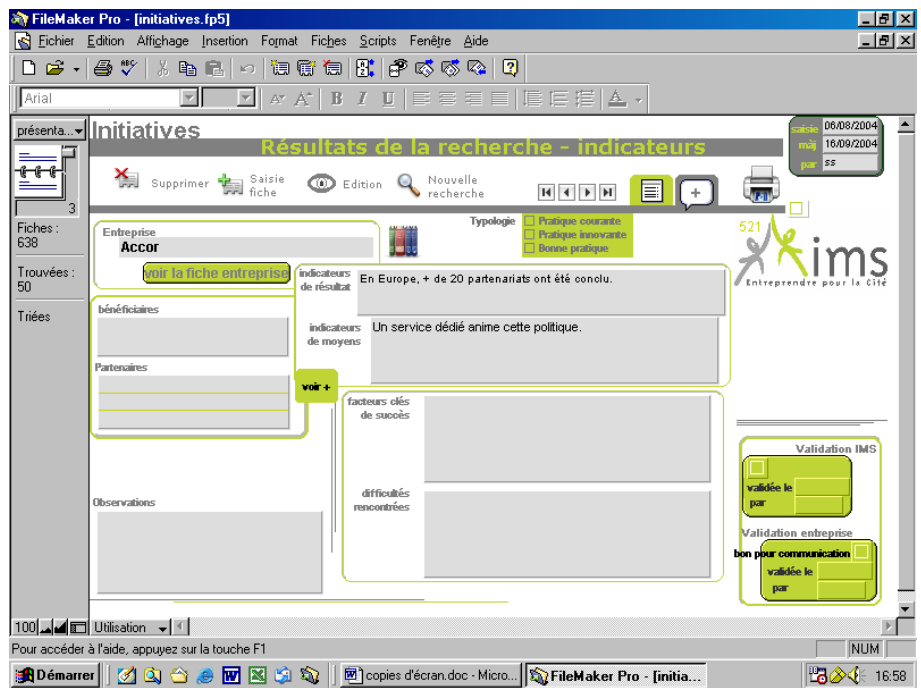 FileMaker Pro - [initiatives.fp5]
Fichier Edition Affichage Insertion Format Fiches Scripts Fenêtre Aide
Arial
présenta...
Initiatives
Résultats de la recherche - indicateurs
saisie 06/08/2004
màj 16/09/2004
par ss
Supprimer
Saisie
fiche
Edition
Nouvelle
recherche
3
Fiches :
638
Trouvées :
50
Triées
Entreprise
Accor
voir la fiche entreprise
Typologie
Pratique courante
Pratique innovante
Bonne pratique
521
ims
Entreprendre pour la Cité
indicateurs
de résultat
En Europe, + de 20 partenariats ont été conclu.
indicateurs
de moyens
Un service dédié anime cette politique.
bénéficiaires
Partenaires
voir +
facteurs clés
de succès
difficultés
rencontrées
Observations
Validation IMS
validée le
par
Validation entreprise
bon pour communication
validée le
par
100
Utilisation
Pour accéder à l'aide, appuyez sur la touche F1
NUM
Démarrer
copies d'écran.doc - Micro...
FileMaker Pro - [initia...
16:58